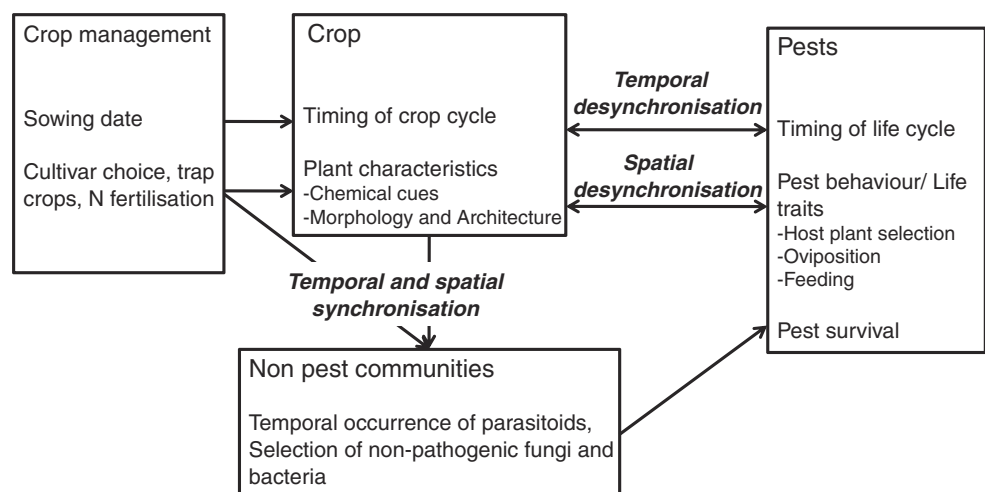 Crop management
Sowing date
Cultivar choice, trap
crops, N fertilisation
Crop
Timing of crop cycle
Plant characteristics
-Chemical cues
-Morphology and Architecture
Temporal
desynchronisation
Spatial
desynchronisation
Pests
Timing of life cycle
Pest behaviour/ Life
traits
-Host plant selection
-Oviposition
-Feeding
Pest survival
Temporal and spatial
synchronisation
Non pest communities
Temporal occurrence of parasitoids,
Selection of non-pathogenic fungi and
bacteria